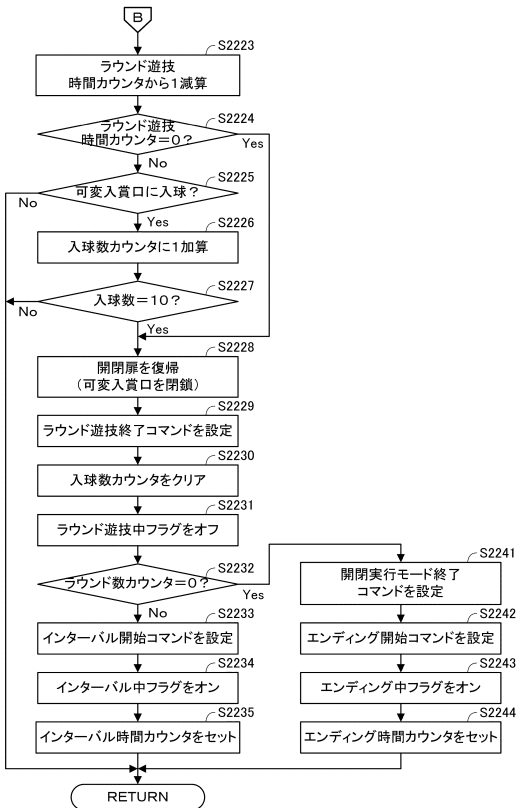 B
S2223
ラウンド遊技
時間カウンタから1減算
S2224
ラウンド遊技
時間カウンタ=0?
Yes
No
S2225
可変入賞口に入球?
No
Yes
S2226
入球数カウンタに1加算
S2227
入球数=10?
No
Yes
S2228
開閉扉を復帰
(可変入賞口を閉鎖)
S2229
ラウンド遊技終了コマンドを設定
S2230
入球数カウンタをクリア
S2231
ラウンド遊技中フラグをオフ
S2232
ラウンド数カウンタ=0?
Yes
No
S2233
インターバル開始コマンドを設定
S2234
インターバル中フラグをオン
S2235
インターバル時間カウンタをセット
S2241
開閉実行モード終了
コマンドを設定
S2242
エンディング開始コマンドを設定
S2243
エンディング中フラグをオン
S2244
エンディング時間カウンタをセット
RETURN